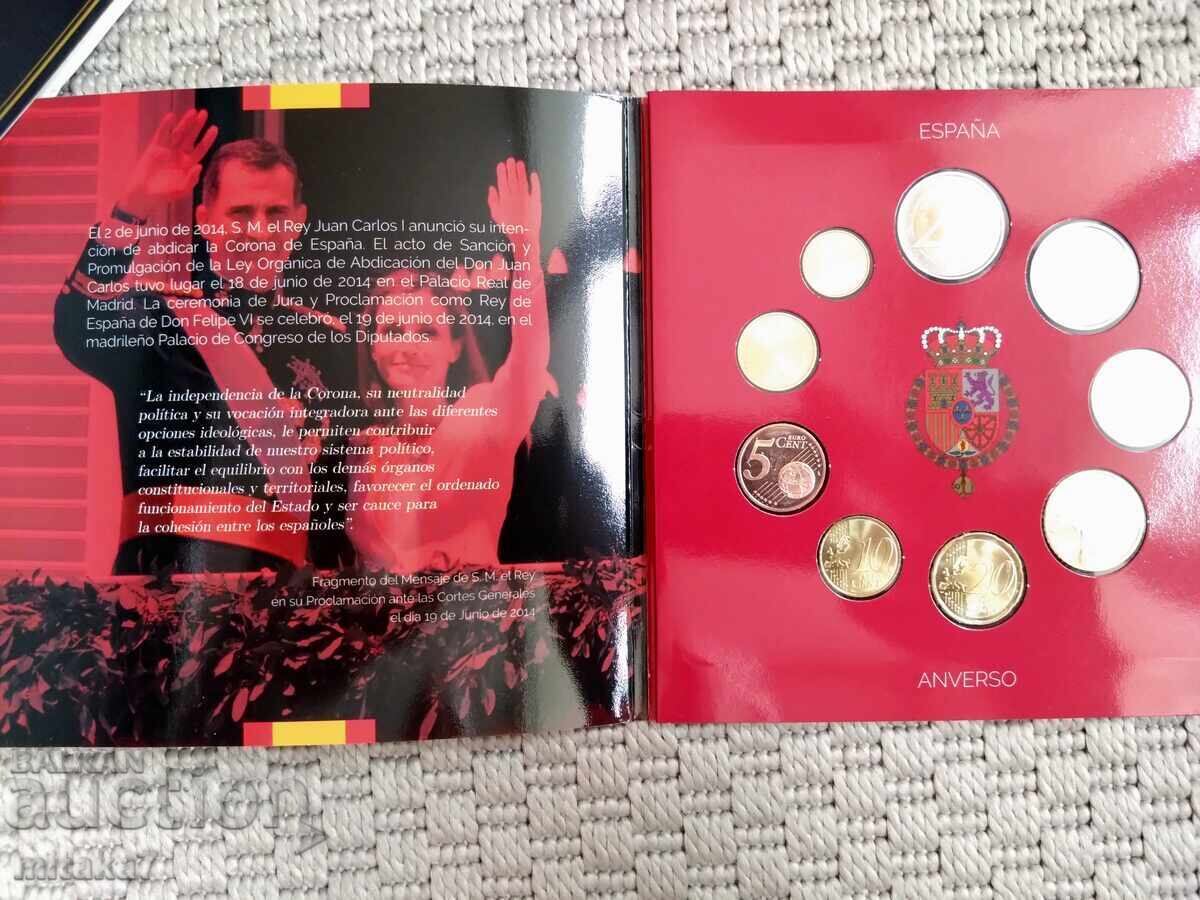 El 2 de junio de 2014, S. M. el Rey Juan Carlos I anunció su inten-
ción de abdicar la Corona de España. El acto de Sanción y
Promulgación de la Ley Orgánica de Abdicación del Don Juan
Carlos tuvo lugar el 18 de junio de 2014 en el Palacio Real de
Madrid. La ceremonia de Jura y Proclamación como Rey de
España de Don Felipe VI se celebró, el 19 de junio de 2014, en el
madrileño Palacio de Congreso de los Diputados.
“La independencia de la Corona, su neutralidad
política y su vocación integradora ante las diferentes
opciones ideológicas, le permiten contribuir
a la estabilidad de nuestro sistema político,
facilitar el equilibrio con los demás órganos
constitucionales y territoriales, favorecer el ordenado
funcionamiento del Estado y ser cauce para
la cohesión entre los españoles”.
Fragmento del Mensaje de S. M. el Rey
en su Proclamación ante las Cortes Generales
el día 19 de Junio de 2014
ESPAÑA
2
5 EURO
CENT
10
20
ANVERSO
BALKAN
auction
mitaka7